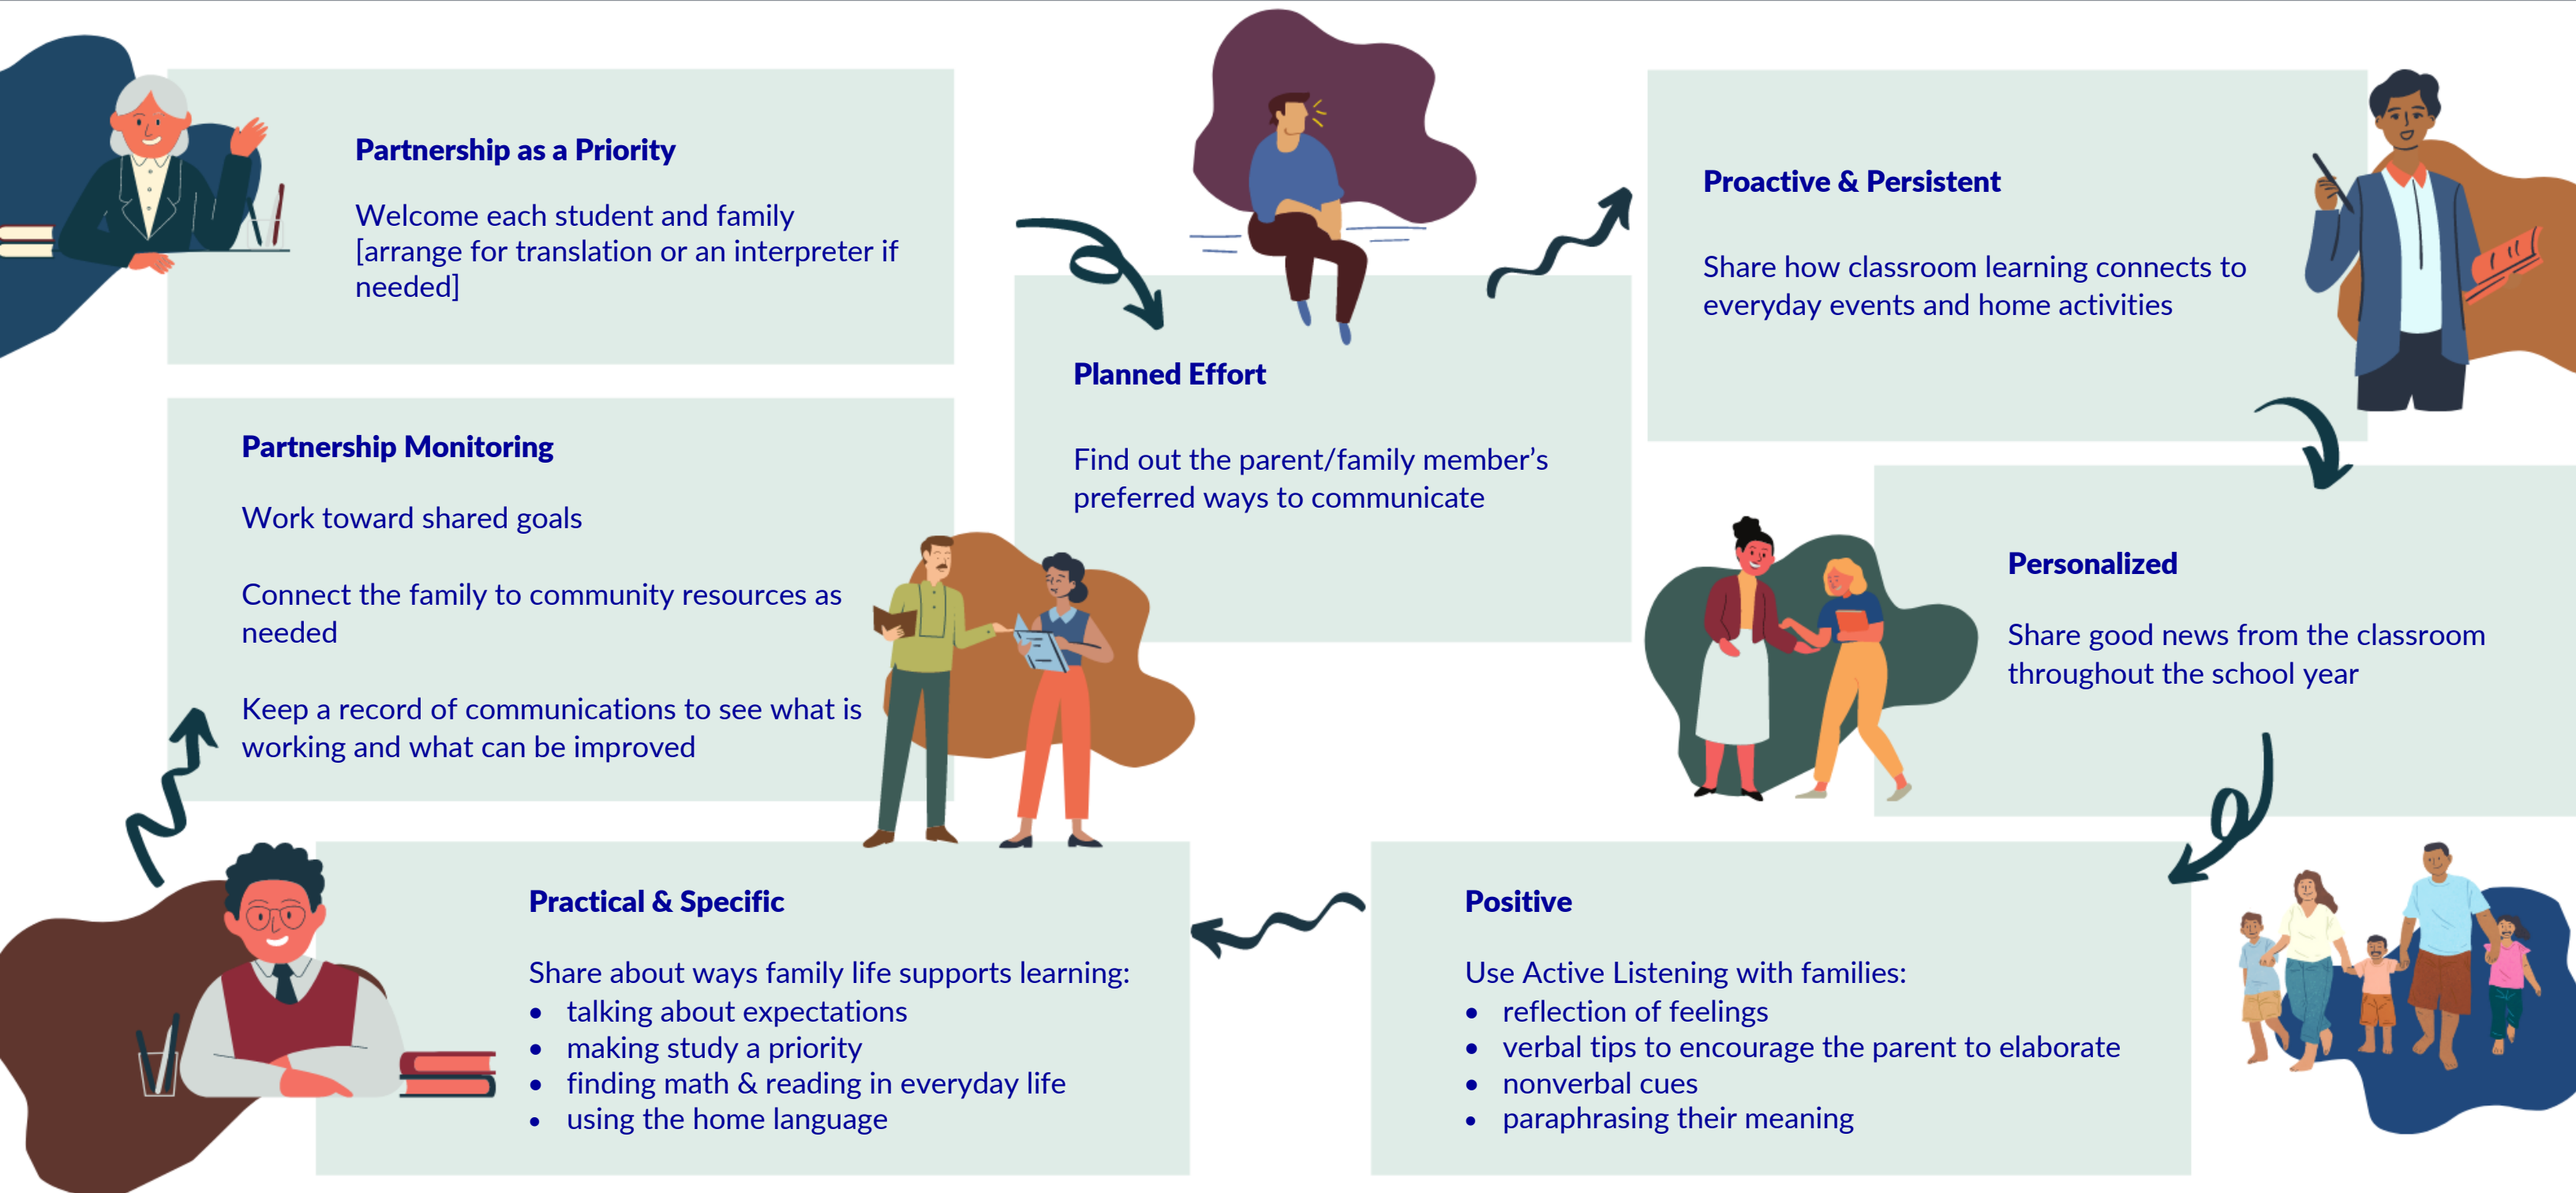 Partnership as a Priority
Welcome each student and family
[arrange for translation or an interpreter if
needed]
Planned Effort
Find out the parent/family member’s
preferred ways to communicate
Proactive & Persistent
Share how classroom learning connects to
everyday events and home activities
Personalized
Share good news from the classroom
throughout the school year
Positive
Use Active Listening with families:
• reflection of feelings
• verbal tips to encourage the parent to elaborate
• nonverbal cues
• paraphrasing their meaning
Practical & Specific
Share about ways family life supports learning:
• talking about expectations
• making study a priority
• finding math & reading in everyday life
• using the home language
Partnership Monitoring
Work toward shared goals
Connect the family to community resources as
needed
Keep a record of communications to see what is
working and what can be improved